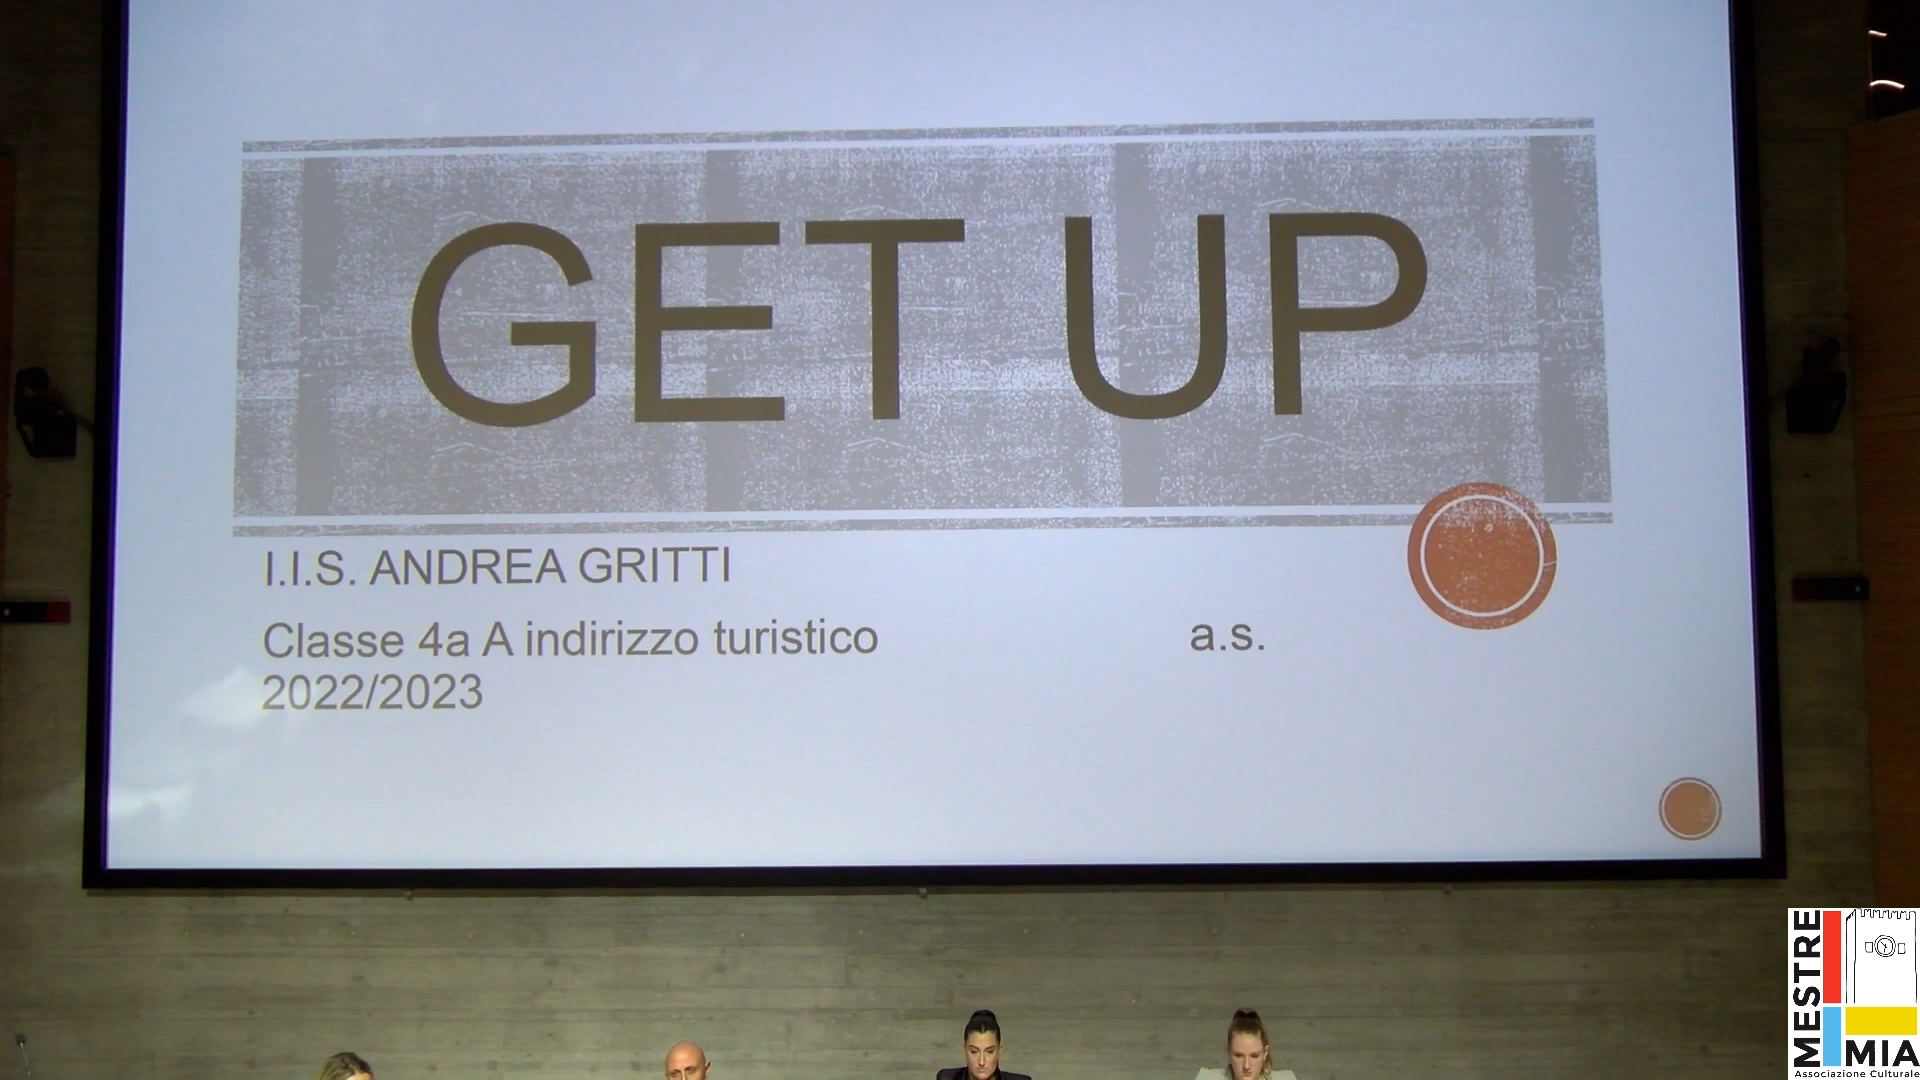 GET UP
I.I.S. ANDREA GRITTI
Classe 4a A indirizzo turistico a.s.
2022/2023
MESTRE
MIA
Associazione Culturale